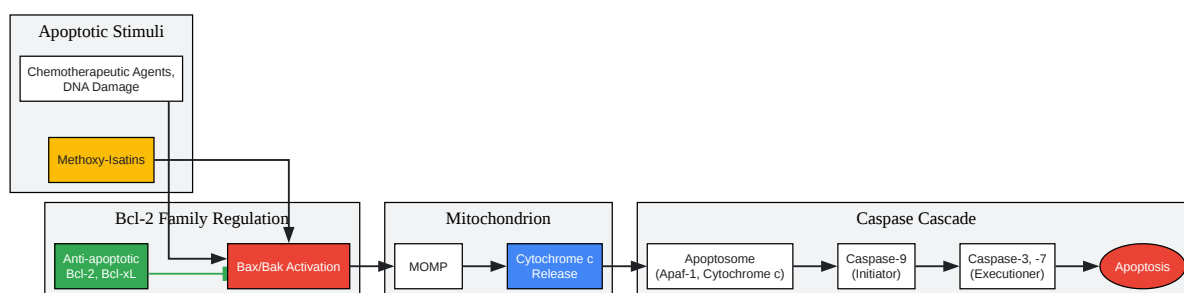 Apoptotic Stimuli
Chemotherapeutic Agents,
DNA Damage
Methoxy-Isatins
Bcl-2 Family Regulation
Anti-apoptotic
Bcl-2, Bcl-xL
Bax/Bak Activation
Mitochondrion
MOMP
Cytochrome c
Release
Caspase Cascade
Apoptosome
(Apaf-1, Cytochrome c)
Caspase-9
(Initiator)
Caspase-3, -7
(Executioner)
Apoptosis